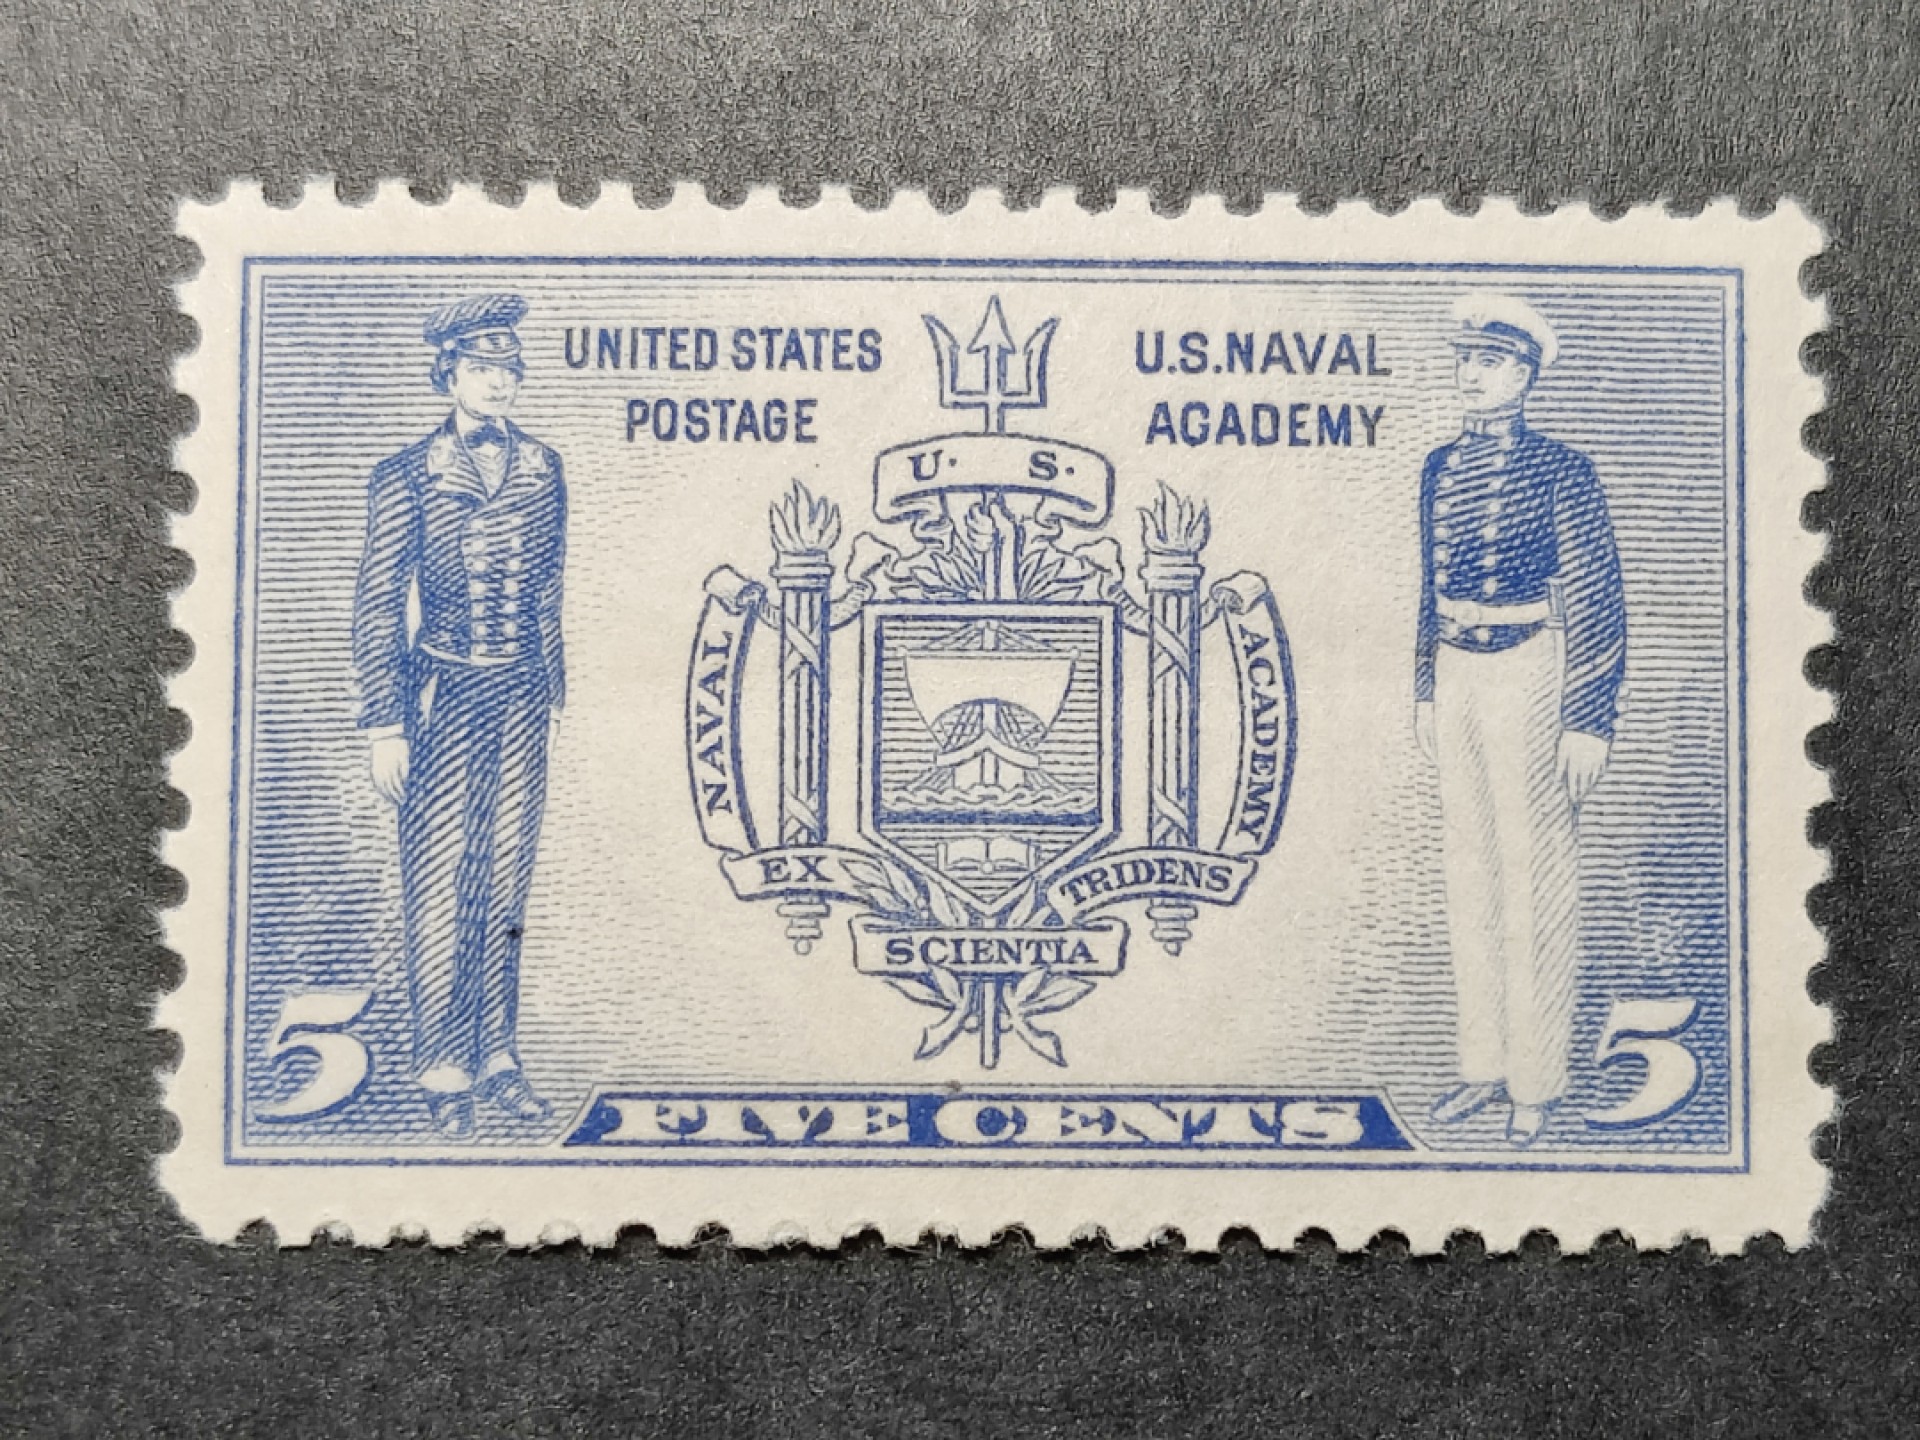 UNITED STATES
POSTAGE
U.S. NAVAL
ACADEMY
U. S.
NAVAL
ACADEMY
EX
TRIDENS
SCIENTIA
5
5
FIVE CENTS